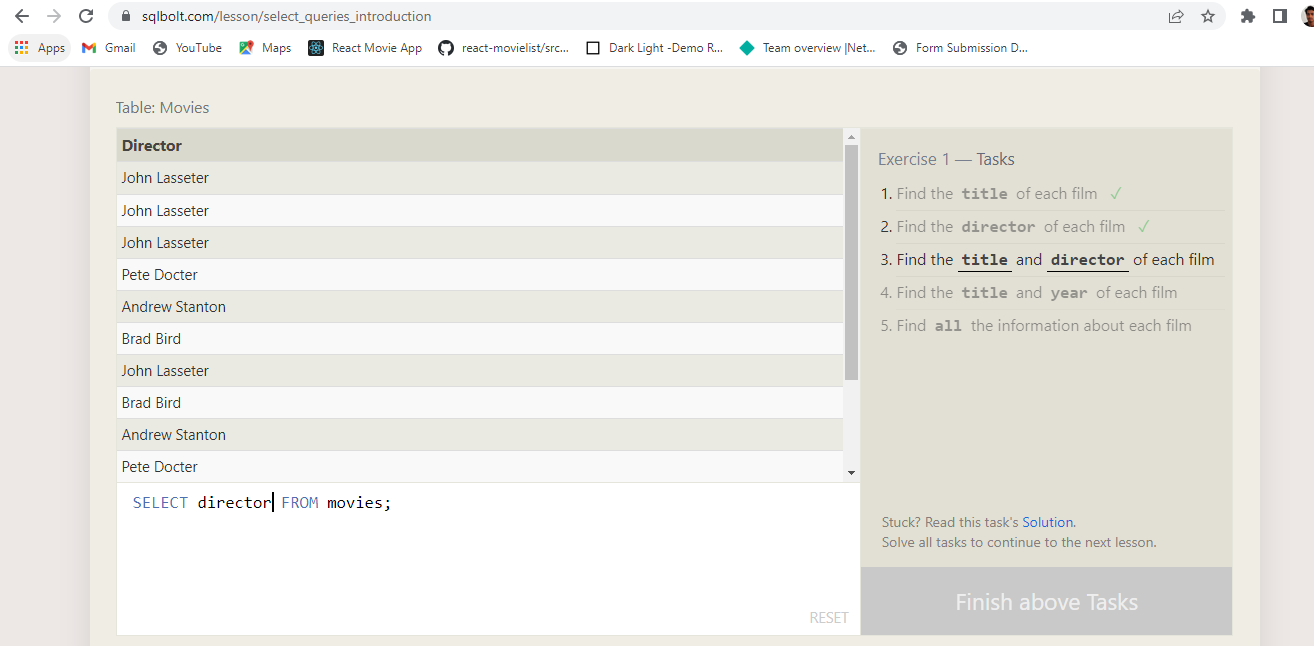 sqlbolt.com/lesson/select_queries_introduction
Apps Gmail YouTube Maps React Movie App react-movielist/src... Dark Light -Demo R... Team overview |Net... Form Submission D...
Table: Movies
Director
John Lasseter
John Lasseter
John Lasseter
Pete Docter
Andrew Stanton
Brad Bird
John Lasseter
Brad Bird
Andrew Stanton
Pete Docter
SELECT director FROM movies;
RESET
Exercise 1 — Tasks
1. Find the title of each film ✓
2. Find the director of each film ✓
3. Find the title and director of each film
4. Find the title and year of each film
5. Find all the information about each film
Stuck? Read this task's Solution.
Solve all tasks to continue to the next lesson.
Finish above Tasks